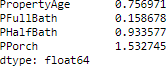 PropertyAge 0.756971
PFullBath 0.158678
PHalfBath 0.933577
PPorch 1.532745
dtype: float64